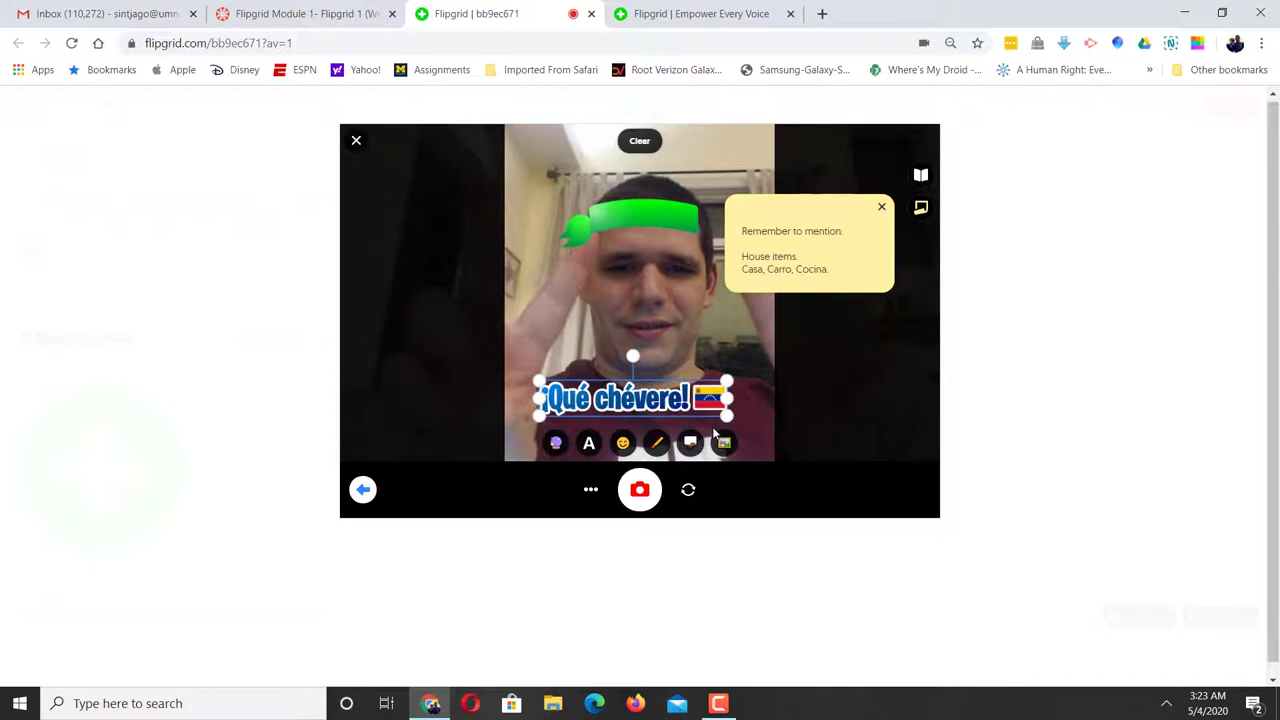 Inbox (110,272) - sintjago@umn
Flipgrid Module 1- Flipgrid 1 (We
Flipgrid | bb9ec671
Flipgrid | Empower Every Voice
flipgrid.com/bb9ec671?av=1
Apps
Bookmarks
Apple
Disney
ESPN
Yahoo!
Assignments
Imported From Safari
Root Verizon Galax...
Samsung-Galaxy-S...
Where's My Droid -...
A Human Right: Eve...
»
Other bookmarks
Clear
Remember to mention:
House items.
Casa, Carro, Cocina.
¡Qué chévere!
A
Type here to search
3:23 AM
5/4/2020
2